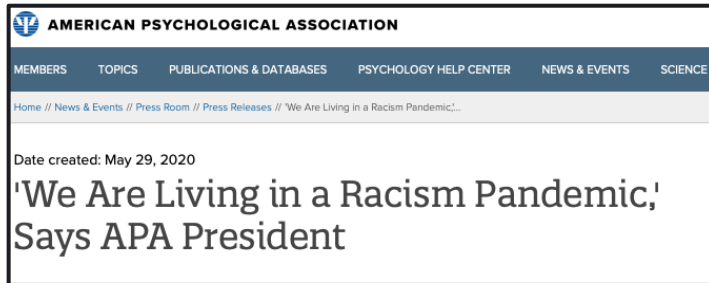 AMERICAN PSYCHOLOGICAL ASSOCIATION
MEMBERS TOPICS PUBLICATIONS & DATABASES PSYCHOLOGY HELP CENTER NEWS & EVENTS SCIENCE
Home // News & Events // Press Room // Press Releases // 'We Are Living in a Racism Pandemic,'...
Date created: May 29, 2020
'We Are Living in a Racism Pandemic,'
Says APA President